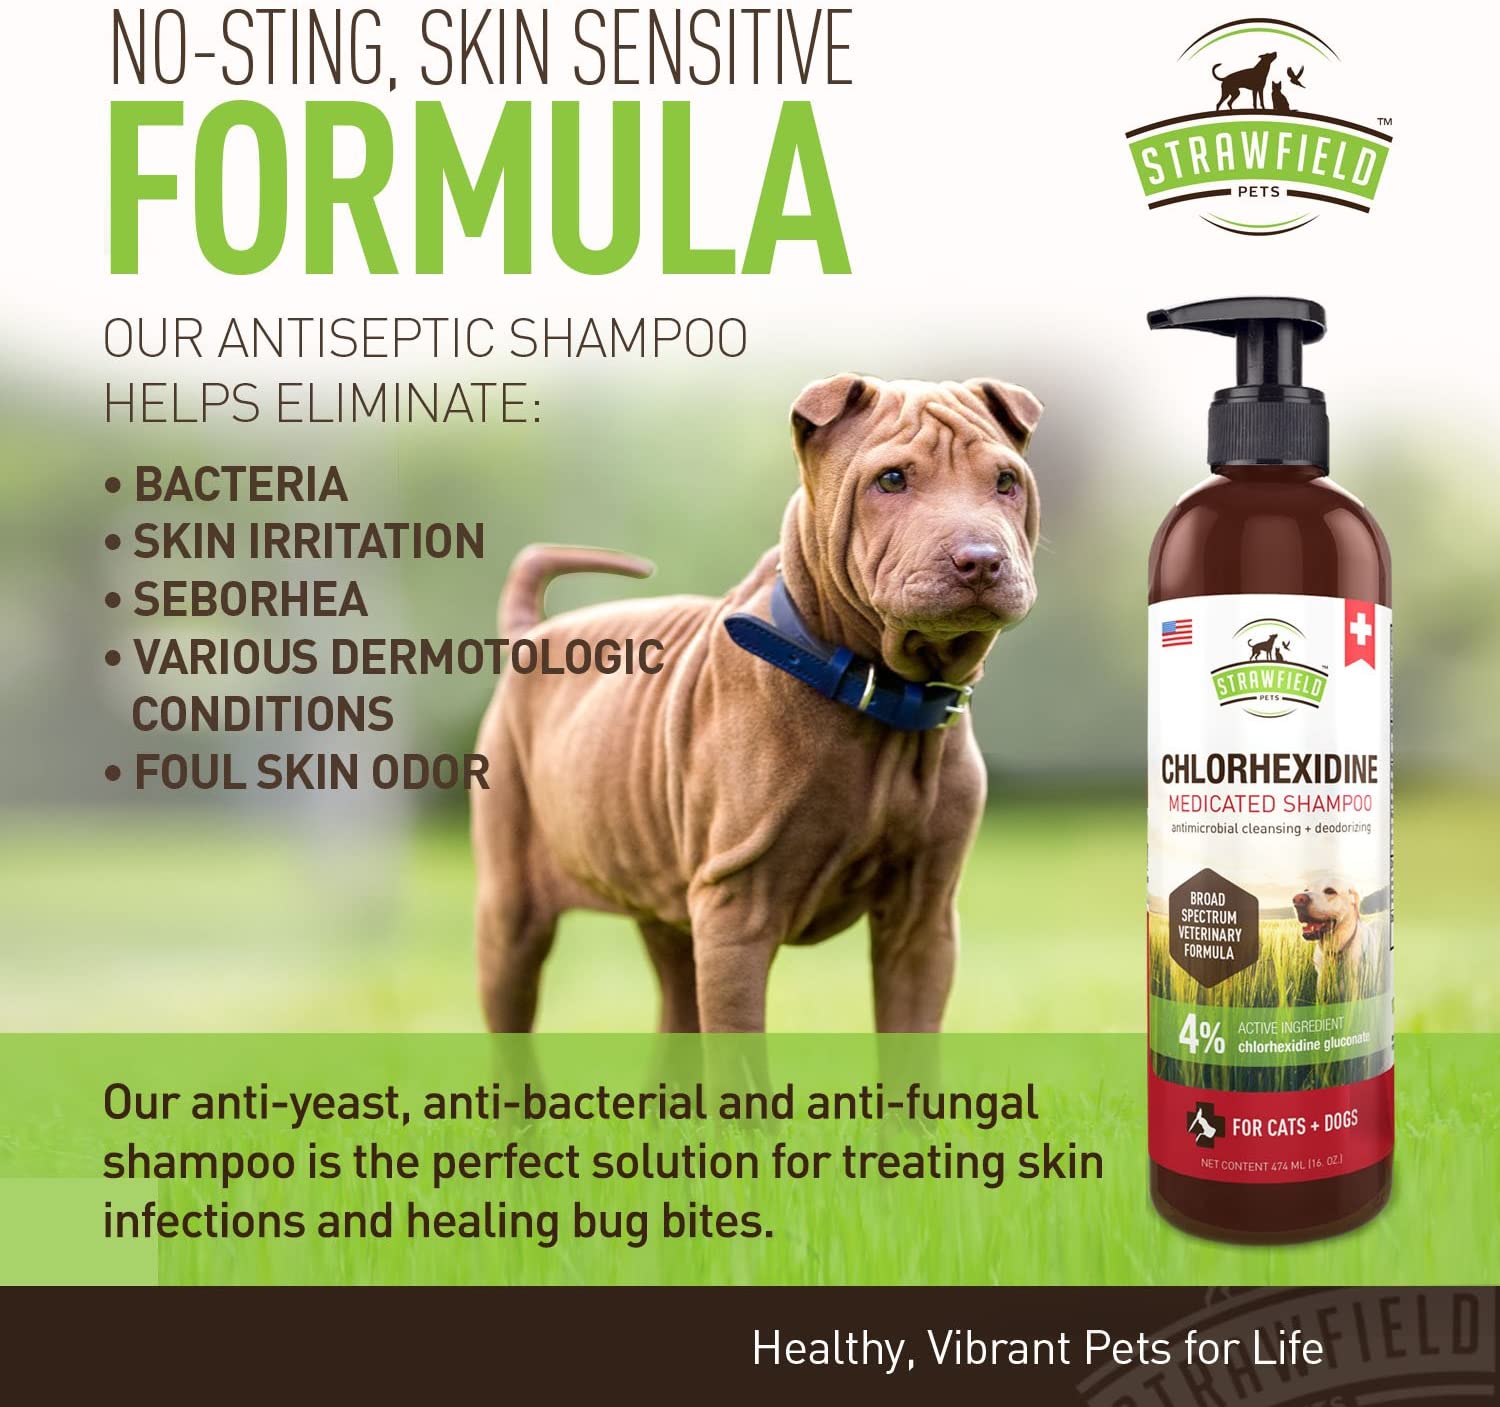 NO-STING, SKIN SENSITIVE
FORMULA
OUR ANTISEPTIC SHAMPOO
HELPS ELIMINATE:
• BACTERIA
• SKIN IRRITATION
• SEBORHEA
• VARIOUS DERMOTOLOGIC
CONDITIONS
• FOUL SKIN ODOR
STRAWFIELD™
PETS
STRAWFIELD™
PETS
CHLORHEXIDINE
MEDICATED SHAMPOO
antimicrobial cleansing + deodorizing
BROAD
SPECTRUM
VETERINARY
FORMULA
4%
ACTIVE INGREDIENT
chlorhexidine gluconate
FOR CATS + DOGS
NET CONTENT 474 ML (16. OZ.)
Our anti-yeast, anti-bacterial and anti-fungal
shampoo is the perfect solution for treating skin
infections and healing bug bites.
Healthy, Vibrant Pets for Life
STRAWFIELD
PETS